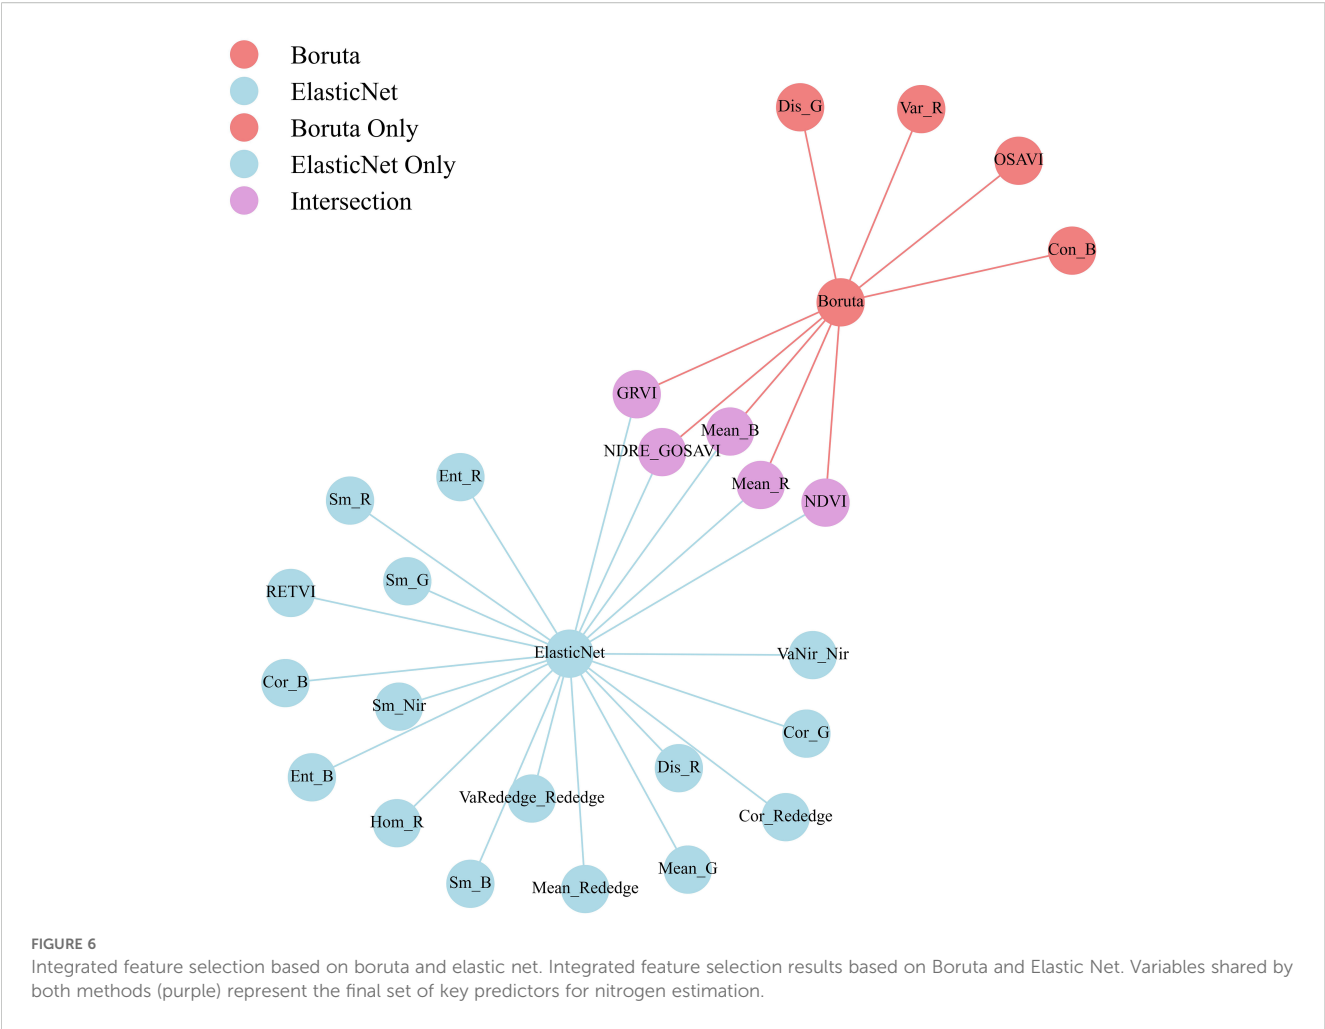 Boruta
ElasticNet
Boruta Only
ElasticNet Only
Intersection
Dis_G
Var_R
OSAVI
Con_B
Boruta
GRVI
Mean_B
NDRE_GOSAVI
Mean_R
NDVI
Ent_R
Sm_R
Sm_G
RETVI
ElasticNet
VaNir_Nir
Cor_B
Sm_Nir
Cor_G
Dis_R
Ent_B
VaRededge_Rededge
Cor_Rededge
Hom_R
Mean_G
Sm_B
Mean_Rededge
FIGURE 6
Integrated feature selection based on boruta and elastic net. Integrated feature selection results based on Boruta and Elastic Net. Variables shared by
both methods (purple) represent the final set of key predictors for nitrogen estimation.